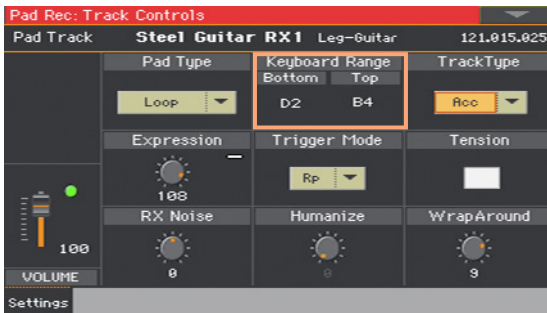 Pad Rec: Track Controls
Pad Track Steel Guitar RX1 Leg-Guitar 121.015.025
Pad Type Keyboard Range TrackType
Bottom Top
Loop D2 B4 Acc
Expression Trigger Mode Tension
Rp
108
RX Noise Humanize WrapAround
100
VOLUME 0 0 9
Settings